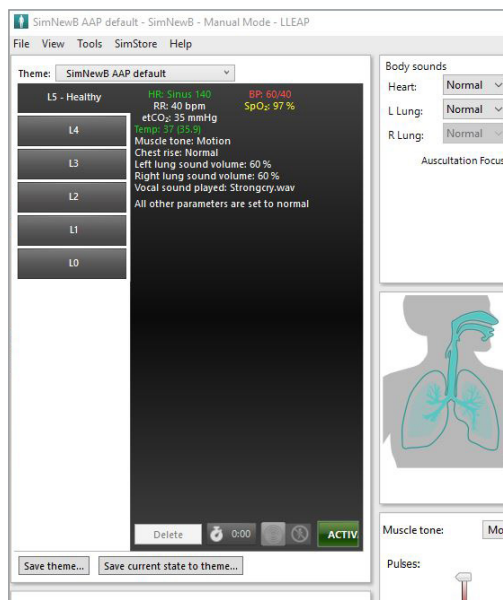 SimNewB AAP default - SimNewB - Manual Mode - LLEAP
File View Tools SimStore Help
Theme: SimNewB AAP default
L5 - Healthy
L4
L3
L2
L1
L0
HR: Sinus 140 BP: 60/40
RR: 40 bpm SpO₂: 97 %
etCO₂: 35 mmHg
Temp: 37 (35.9)
Muscle tone: Motion
Chest rise: Normal
Left lung sound volume: 60 %
Right lung sound volume: 60 %
Vocal sound played: Strongcry.wav
All other parameters are set to normal
Delete 0:00 ACTIV
Save theme... Save current state to theme...
Body sounds
Heart: Normal
L Lung: Normal
R Lung: Normal
Auscultation Focus
Muscle tone: Mo
Pulses: